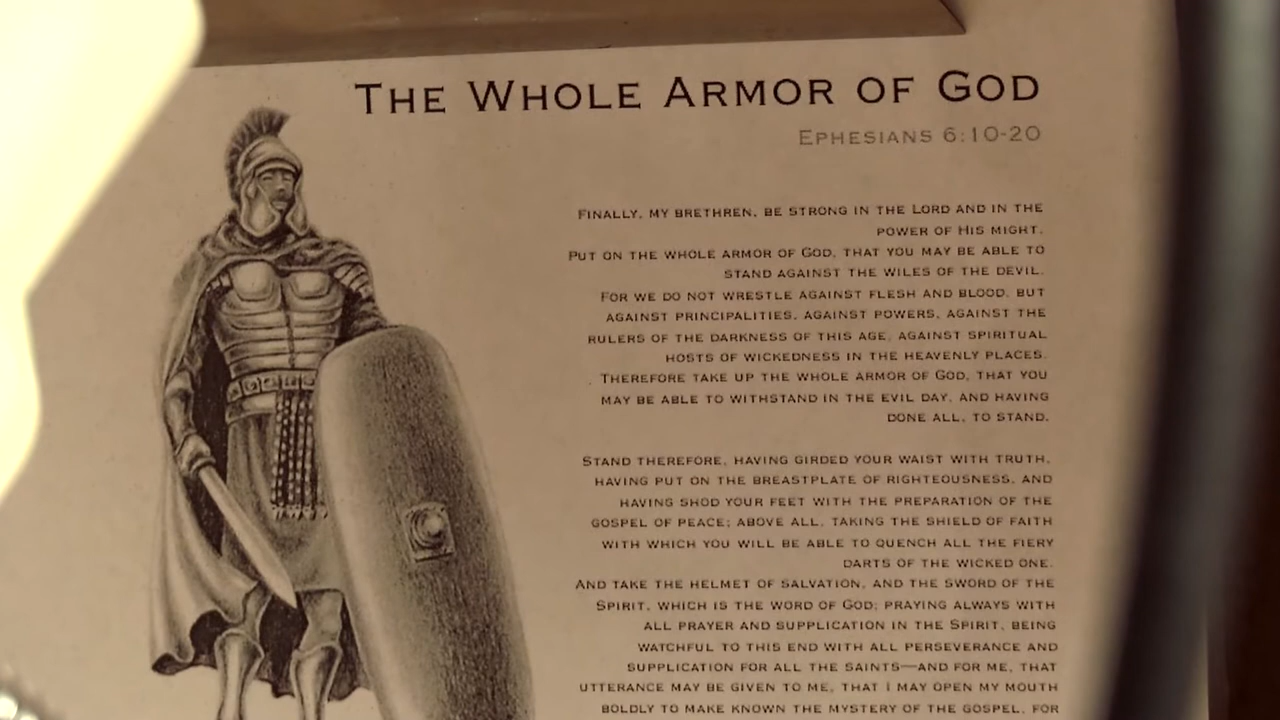 THE WHOLE ARMOR OF GOD
EPHESIANS 6:10-20
FINALLY, MY BRETHREN, BE STRONG IN THE LORD AND IN THE
POWER OF HIS MIGHT.
PUT ON THE WHOLE ARMOR OF GOD, THAT YOU MAY BE ABLE TO
STAND AGAINST THE WILES OF THE DEVIL.
FOR WE DO NOT WRESTLE AGAINST FLESH AND BLOOD, BUT
AGAINST PRINCIPALITIES, AGAINST POWERS, AGAINST THE
RULERS OF THE DARKNESS OF THIS AGE, AGAINST SPIRITUAL
HOSTS OF WICKEDNESS IN THE HEAVENLY PLACES.
THEREFORE TAKE UP THE WHOLE ARMOR OF GOD, THAT YOU
MAY BE ABLE TO WITHSTAND IN THE EVIL DAY, AND HAVING
DONE ALL, TO STAND.
STAND THEREFORE, HAVING GIRDED YOUR WAIST WITH TRUTH,
HAVING PUT ON THE BREASTPLATE OF RIGHTEOUSNESS, AND
HAVING SHOD YOUR FEET WITH THE PREPARATION OF THE
GOSPEL OF PEACE; ABOVE ALL, TAKING THE SHIELD OF FAITH
WITH WHICH YOU WILL BE ABLE TO QUENCH ALL THE FIERY
DARTS OF THE WICKED ONE.
AND TAKE THE HELMET OF SALVATION, AND THE SWORD OF THE
SPIRIT, WHICH IS THE WORD OF GOD; PRAYING ALWAYS WITH
ALL PRAYER AND SUPPLICATION IN THE SPIRIT, BEING
WATCHFUL TO THIS END WITH ALL PERSEVERANCE AND
SUPPLICATION FOR ALL THE SAINTS—AND FOR ME, THAT
UTTERANCE MAY BE GIVEN TO ME, THAT I MAY OPEN MY MOUTH
BOLDLY TO MAKE KNOWN THE MYSTERY OF THE GOSPEL, FOR